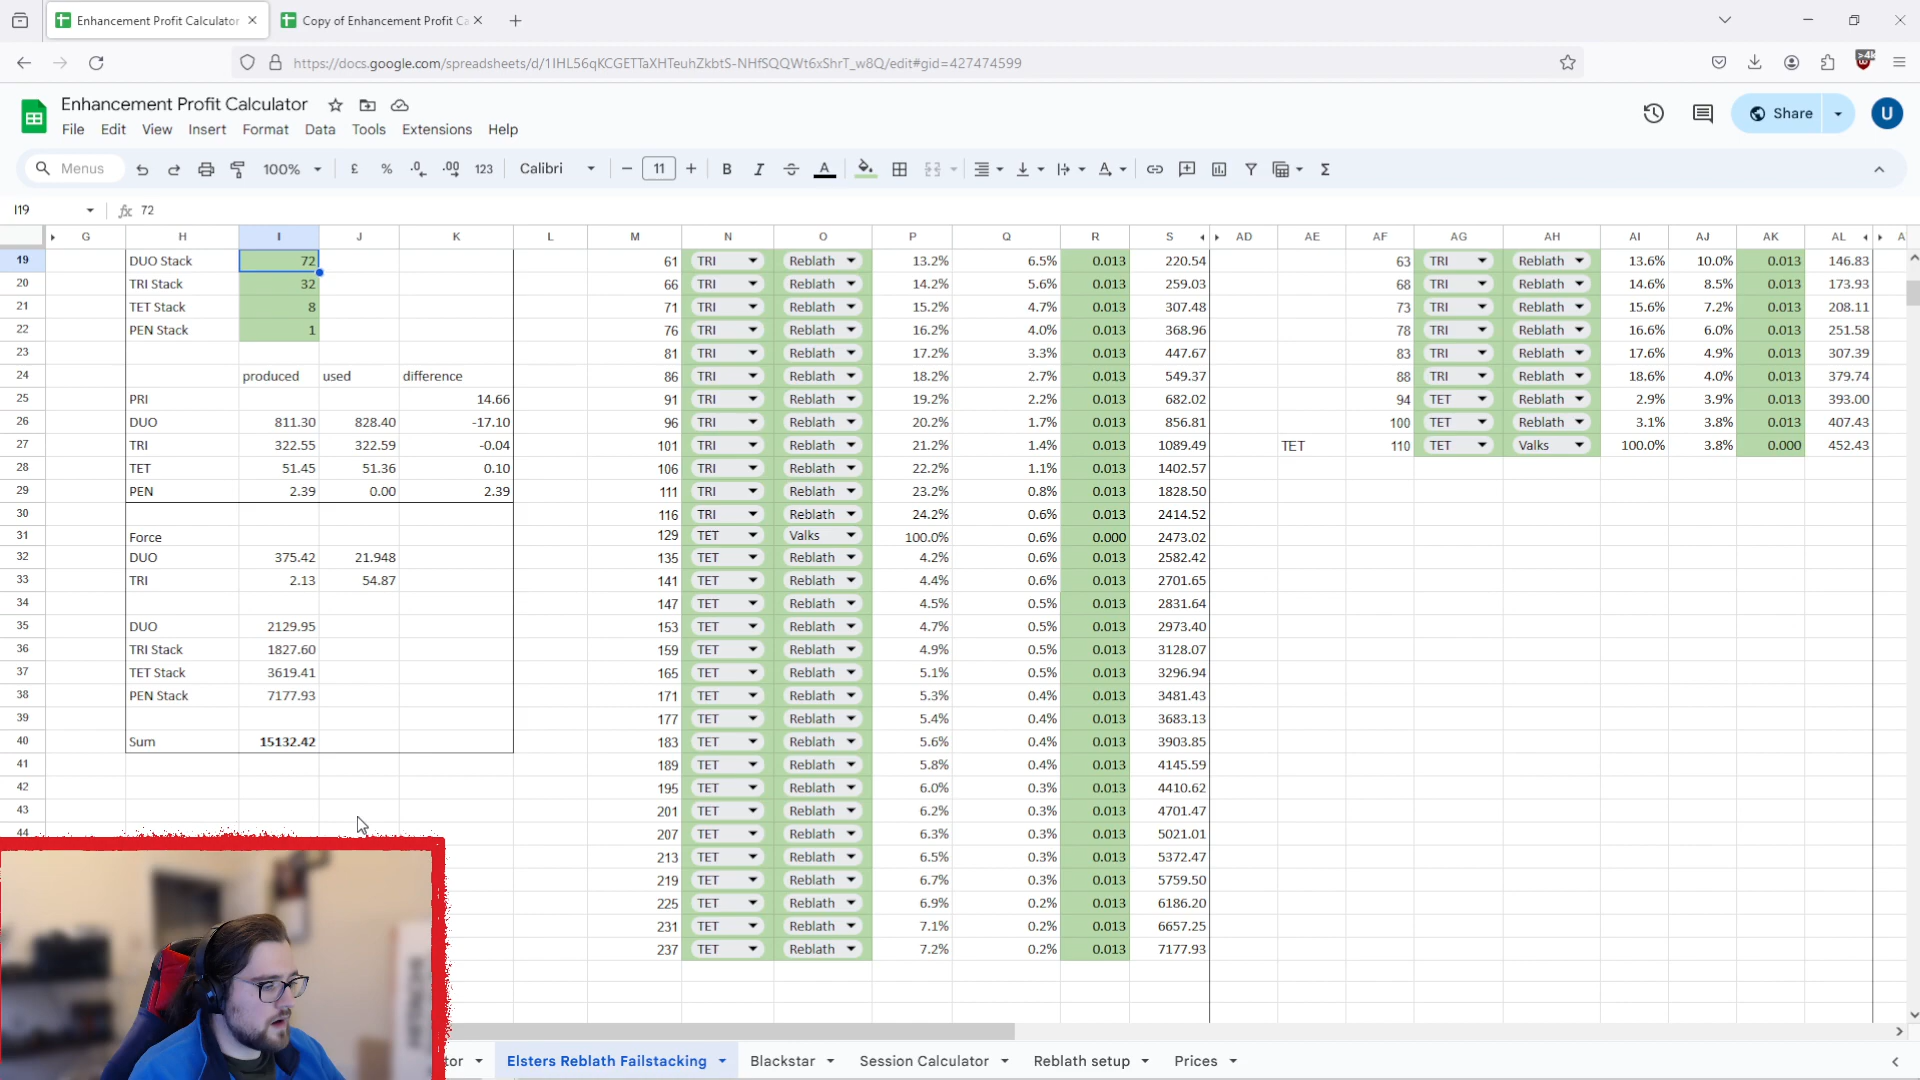 Enhancement Profit Calculator
Copy of Enhancement Profit Ca
https://docs.google.com/spreadsheets/d/1IHL56qKCGETTaXHTeuhZkbtS-NHfSQQWt6xShrT_w8Q/edit#gid=427474599
Enhancement Profit Calculator
File Edit View Insert Format Data Tools Extensions Help
Share
U
Menus 100% £ % .0 .00 123 Calibri 11 B I A
I19 fx 72
G H I J K L M N O P Q R S AD AE AF AG AH AI AJ AK AL A
19 DUO Stack 72 61 TRI Reblath 13.2% 6.5% 0.013 220.54 63 TRI Reblath 13.6% 10.0% 0.013 146.83
20 TRI Stack 32 66 TRI Reblath 14.2% 5.6% 0.013 259.03 68 TRI Reblath 14.6% 8.5% 0.013 173.93
21 TET Stack 8 71 TRI Reblath 15.2% 4.7% 0.013 307.48 73 TRI Reblath 15.6% 7.2% 0.013 208.11
22 PEN Stack 1 76 TRI Reblath 16.2% 4.0% 0.013 368.96 78 TRI Reblath 16.6% 6.0% 0.013 251.58
23 81 TRI Reblath 17.2% 3.3% 0.013 447.67 83 TRI Reblath 17.6% 4.9% 0.013 307.39
24 produced used difference 86 TRI Reblath 18.2% 2.7% 0.013 549.37 88 TRI Reblath 18.6% 4.0% 0.013 379.74
25 PRI 14.66 91 TRI Reblath 19.2% 2.2% 0.013 682.02 94 TET Reblath 2.9% 3.9% 0.013 393.00
26 DUO 811.30 828.40 -17.10 96 TRI Reblath 20.2% 1.7% 0.013 856.81 100 TET Reblath 3.1% 3.8% 0.013 407.43
27 TRI 322.55 322.59 -0.04 101 TRI Reblath 21.2% 1.4% 0.013 1089.49 TET 110 TET Valks 100.0% 3.8% 0.000 452.43
28 TET 51.45 51.36 0.10 106 TRI Reblath 22.2% 1.1% 0.013 1402.57
29 PEN 2.39 0.00 2.39 111 TRI Reblath 23.2% 0.8% 0.013 1828.50
30 116 TRI Reblath 24.2% 0.6% 0.013 2414.52
31 Force 129 TET Valks 100.0% 0.6% 0.000 2473.02
32 DUO 375.42 21.948 135 TET Reblath 4.2% 0.6% 0.013 2582.42
33 TRI 2.13 54.87 141 TET Reblath 4.4% 0.6% 0.013 2701.65
34 147 TET Reblath 4.5% 0.5% 0.013 2831.64
35 DUO 2129.95 153 TET Reblath 4.7% 0.5% 0.013 2973.40
36 TRI Stack 1827.60 159 TET Reblath 4.9% 0.5% 0.013 3128.07
37 TET Stack 3619.41 165 TET Reblath 5.1% 0.5% 0.013 3296.94
38 PEN Stack 7177.93 171 TET Reblath 5.3% 0.4% 0.013 3481.43
39 177 TET Reblath 5.4% 0.4% 0.013 3683.13
40 Sum 15132.42 183 TET Reblath 5.6% 0.4% 0.013 3903.85
41 189 TET Reblath 5.8% 0.4% 0.013 4145.59
42 195 TET Reblath 6.0% 0.3% 0.013 4410.62
43 201 TET Reblath 6.2% 0.3% 0.013 4701.47
44 207 TET Reblath 6.3% 0.3% 0.013 5021.01
213 TET Reblath 6.5% 0.3% 0.013 5372.47
219 TET Reblath 6.7% 0.3% 0.013 5759.50
225 TET Reblath 6.9% 0.2% 0.013 6186.20
231 TET Reblath 7.1% 0.2% 0.013 6657.25
237 TET Reblath 7.2% 0.2% 0.013 7177.93
tor Elsters Reblath Failstacking Blackstar Session Calculator Reblath setup Prices